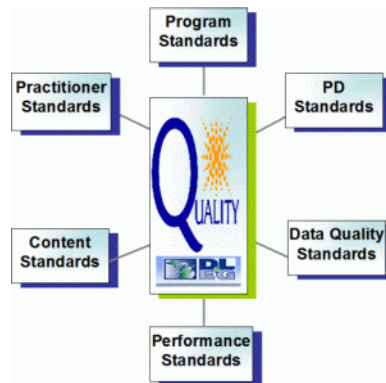 Program
Standards
Practitioner
Standards
PD
Standards
QUALITY
DL
E&G
Content
Standards
Data Quality
Standards
Performance
Standards